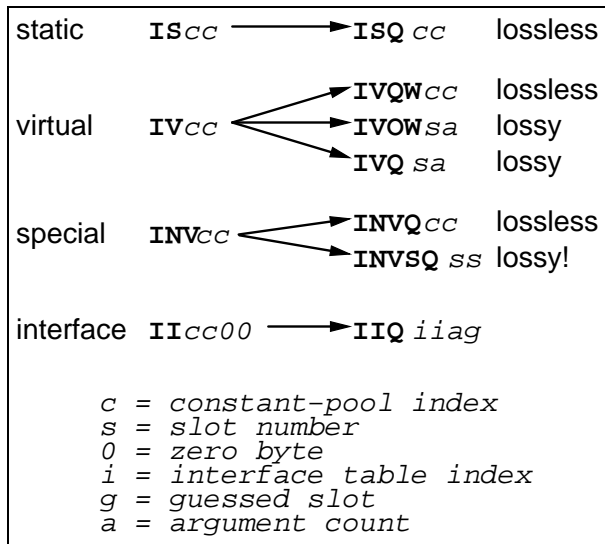 static IScc ISQ cc lossless
IVQWcc lossless
virtual IVcc IVOWsa lossy
IVQ sa lossy
INVQcc lossless
special INVcc
INVSQ ss lossy!
interface IIcc00 IIQ iiag
c = constant-pool index
s = slot number
0 = zero byte
i = interface table index
g = guessed slot
a = argument count